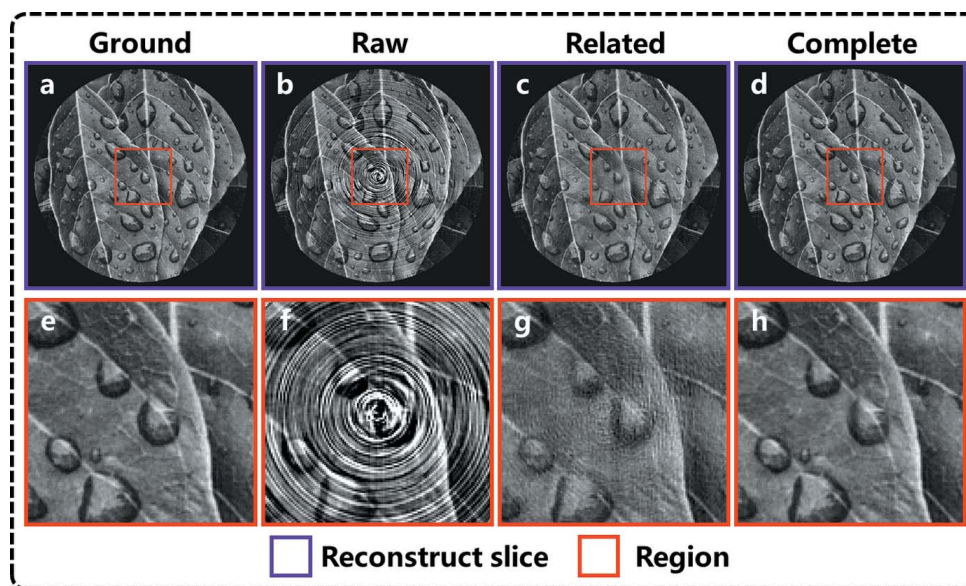 Ground Raw Related Complete
a b c d
e f g h
Reconstruct slice Region